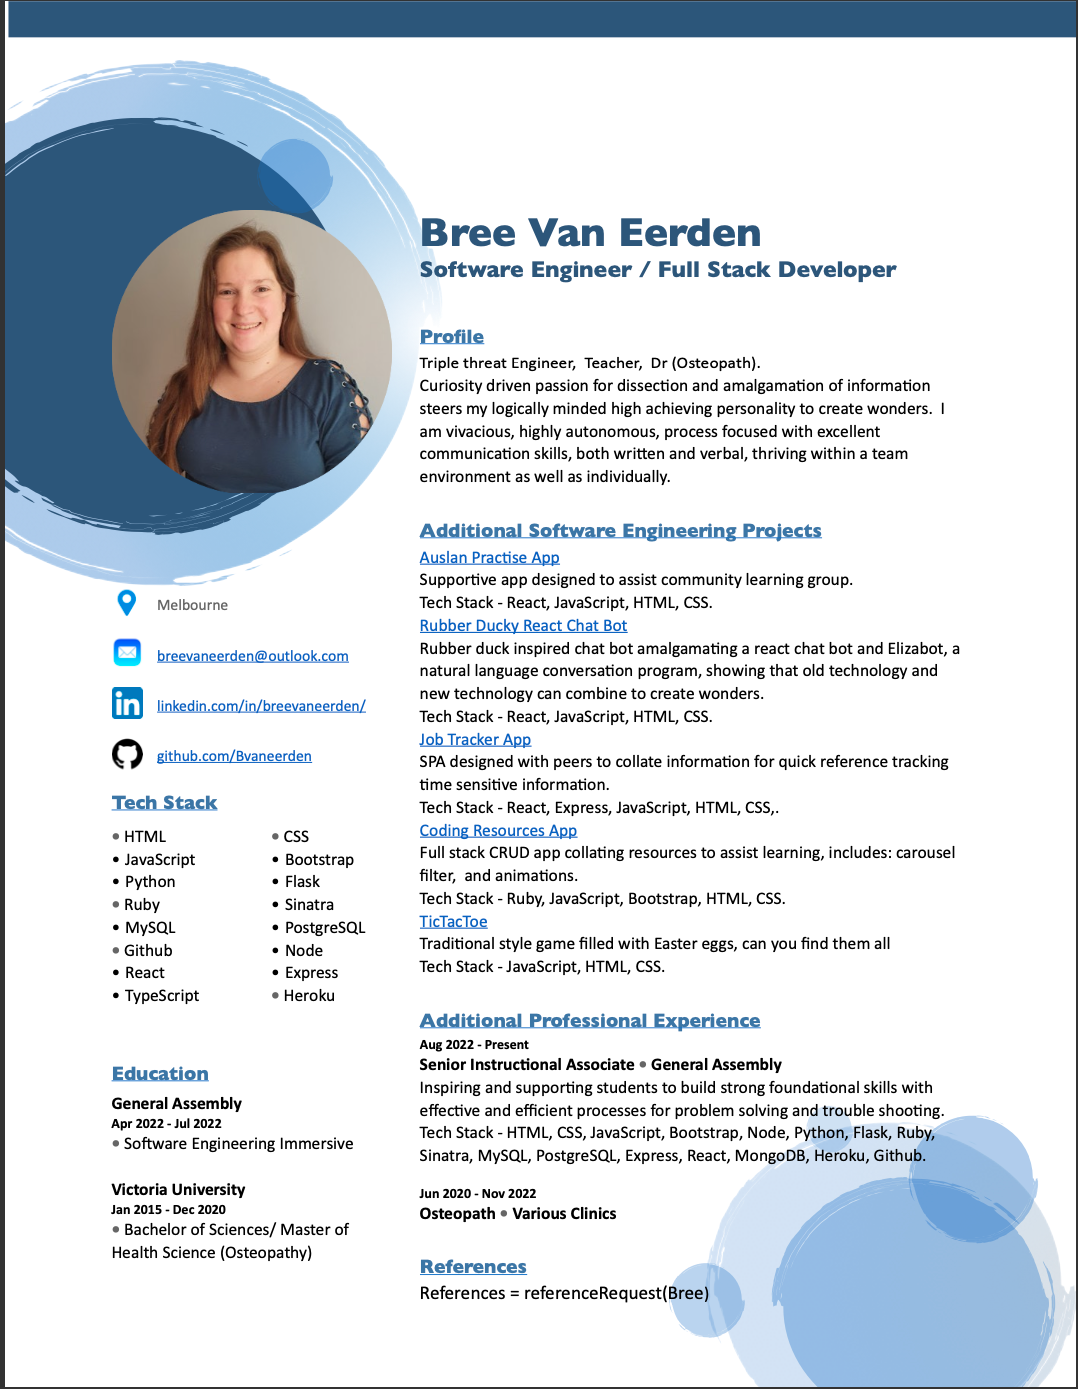 Bree Van Eerden
Software Engineer / Full Stack Developer
Profile
Triple threat Engineer,  Teacher,  Dr (Osteopath).
Curiosity driven passion for dissection and amalgamation of information
steers my logically minded high achieving personality to create wonders.  I
am vivacious, highly autonomous, process focused with excellent
communication skills, both written and verbal, thriving within a team
environment as well as individually.
Additional Software Engineering Projects
Auslan Practise App
Supportive app designed to assist community learning group.
Tech Stack - React, JavaScript, HTML, CSS.
Rubber Ducky React Chat Bot
Rubber duck inspired chat bot amalgamating a react chat bot and Elizabot, a
natural language conversation program, showing that old technology and
new technology can combine to create wonders.
Tech Stack - React, JavaScript, HTML, CSS.
Job Tracker App
SPA designed with peers to collate information for quick reference tracking
time sensitive information.
Tech Stack - React, Express, JavaScript, HTML, CSS,.
Coding Resources App
Full stack CRUD app collating resources to assist learning, includes: carousel
filter,  and animations.
Tech Stack - Ruby, JavaScript, Bootstrap, HTML, CSS.
TicTacToe
Traditional style game filled with Easter eggs, can you find them all
Tech Stack - JavaScript, HTML, CSS.
Additional Professional Experience
Aug 2022 - Present
Senior Instructional Associate • General Assembly
Inspiring and supporting students to build strong foundational skills with
effective and efficient processes for problem solving and trouble shooting.
Tech Stack - HTML, CSS, JavaScript, Bootstrap, Node, Python, Flask, Ruby,
Sinatra, MySQL, PostgreSQL, Express, React, MongoDB, Heroku, Github.
Jun 2020 - Nov 2022
Osteopath • Various Clinics
References
References = referenceRequest(Bree)
Melbourne
breevaneerden@outlook.com
in
linkedin.com/in/breevaneerden/
github.com/Bvaneerden
Tech Stack
• HTML
• JavaScript
• Python
• Ruby
• MySQL
• Github
• React
• TypeScript
• CSS
• Bootstrap
• Flask
• Sinatra
• PostgreSQL
• Node
• Express
• Heroku
Education
General Assembly
Apr 2022 - Jul 2022
• Software Engineering Immersive
Victoria University
Jan 2015 - Dec 2020
• Bachelor of Sciences/ Master of
Health Science (Osteopathy)